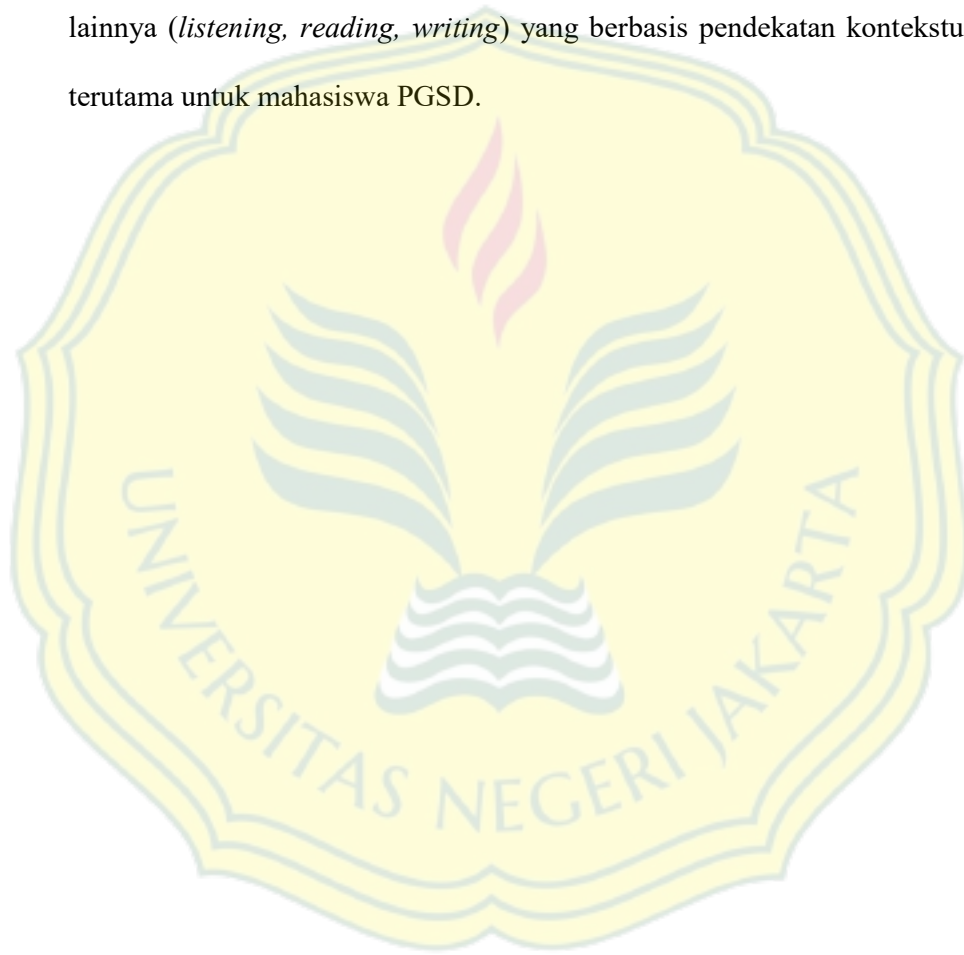 lainnya (listening, reading, writing) yang berbasis pendekatan kontekstu
terutama untuk mahasiswa PGSD.
UNIVERSITAS NEGERI JAKARTA